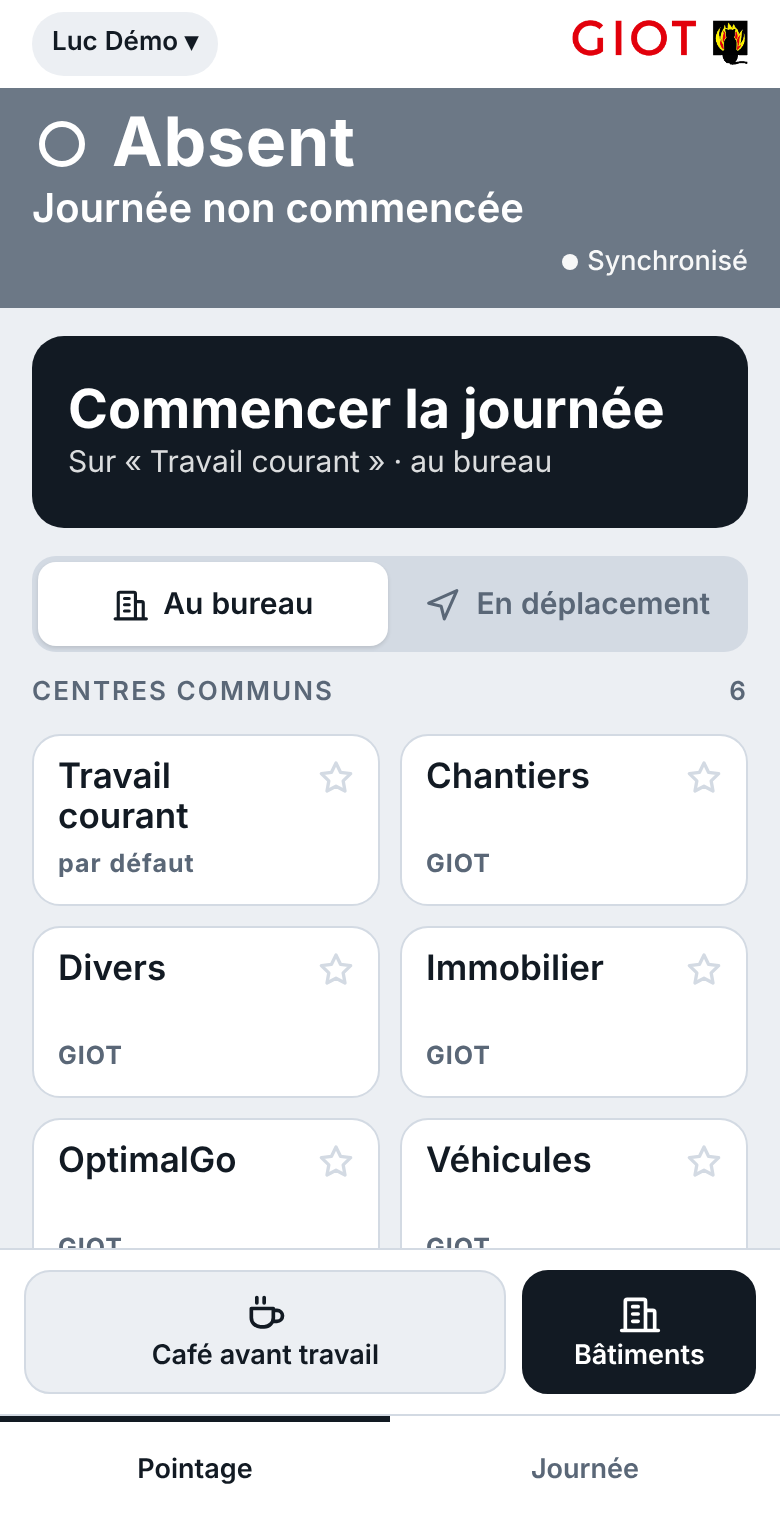 Luc Démo ▾
GIOT
Absent
Journée non commencée
Synchronisé
Commencer la journée
Sur « Travail courant » · au bureau
Au bureau
En déplacement
CENTRES COMMUNS
6
Travail
courant
par défaut
Chantiers
GIOT
Divers
GIOT
Immobilier
GIOT
OptimalGo
GIOT
Véhicules
GIOT
Café avant travail
Bâtiments
Pointage
Journée